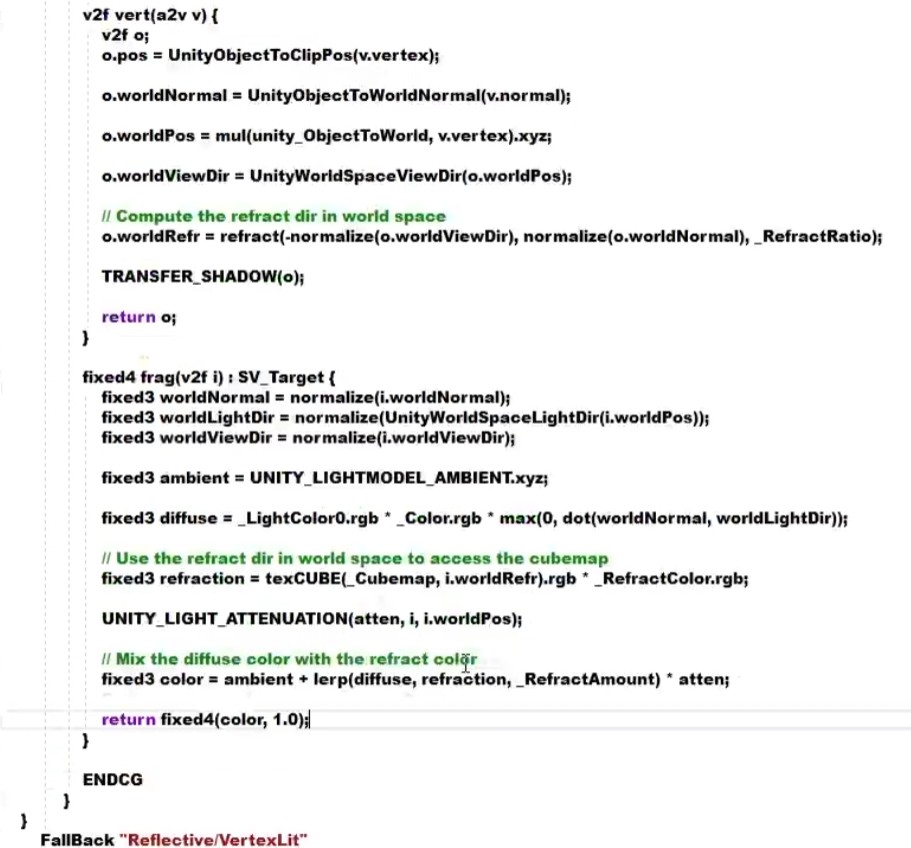 v2f vert(a2v v) {
v2f o;
o.pos = UnityObjectToClipPos(v.vertex);
o.worldNormal = UnityObjectToWorldNormal(v.normal);
o.worldPos = mul(unity_ObjectToWorld, v.vertex).xyz;
o.worldViewDir = UnityWorldSpaceViewDir(o.worldPos);
// Compute the refract dir in world space
o.worldRefr = refract(-normalize(o.worldViewDir), normalize(o.worldNormal), _RefractRatio);
TRANSFER_SHADOW(o);
return o;
}
fixed4 frag(v2f i) : SV_Target {
fixed3 worldNormal = normalize(i.worldNormal);
fixed3 worldLightDir = normalize(UnityWorldSpaceLightDir(i.worldPos));
fixed3 worldViewDir = normalize(i.worldViewDir);
fixed3 ambient = UNITY_LIGHTMODEL_AMBIENT.xyz;
fixed3 diffuse = _LightColor0.rgb * _Color.rgb * max(0, dot(worldNormal, worldLightDir));
// Use the refract dir in world space to access the cubemap
fixed3 refraction = texCUBE(_Cubemap, i.worldRefr).rgb * _RefractColor.rgb;
UNITY_LIGHT_ATTENUATION(atten, i, i.worldPos);
// Mix the diffuse color with the refract color
fixed3 color = ambient + lerp(diffuse, refraction, _RefractAmount) * atten;
return fixed4(color, 1.0);
}
ENDCG
}
}
FallBack "Reflective/VertexLit"